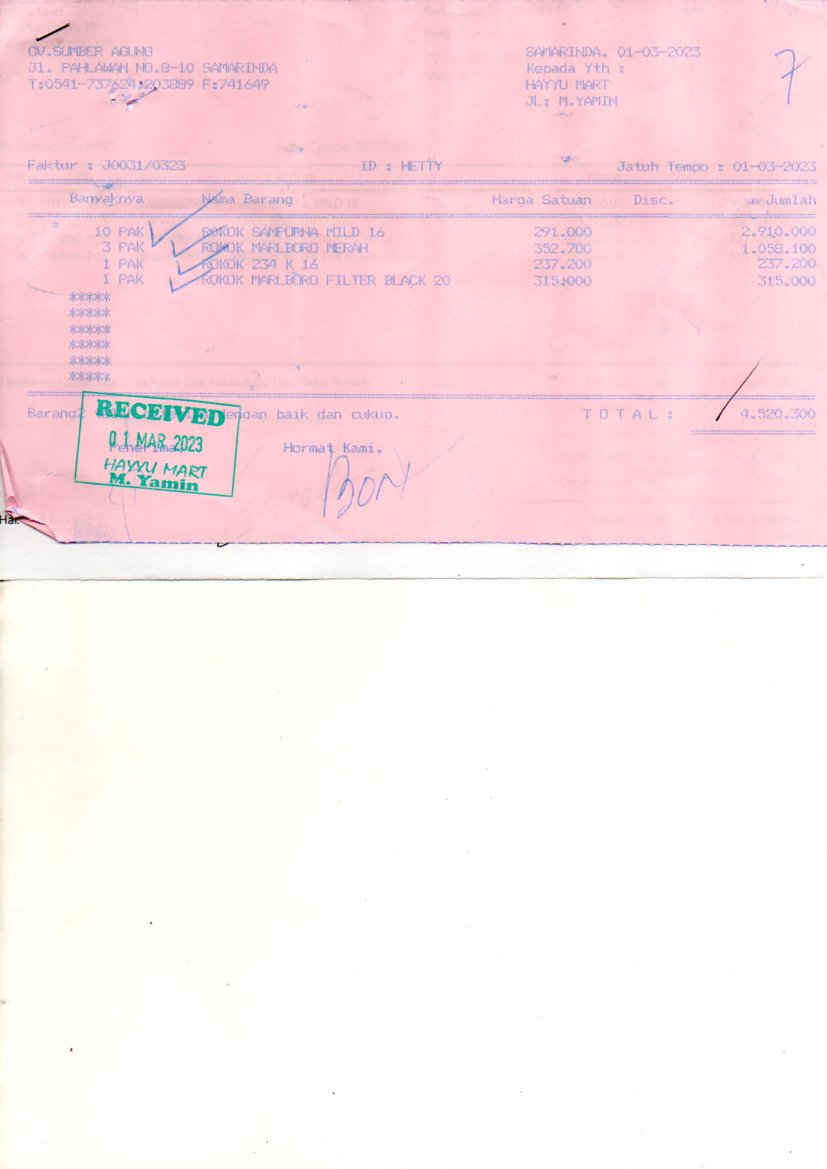 CV.SUMBER AGUNG
Jl. PAHLAWAN NO.8-10 SAMARINDA
T:0541-737624;203889 F:741649
SAMARINDA. 01-03-2023
Kepada Yth :
HAYYU MART
JL; M.YAMIN
7
Faktur : J0031/0323 ID : HETTY Jatuh Tempo : 01-03-2023
Banyaknya Nama Barang Harga Satuan Disc. Jumlah
10 PAK ROKOK SAMPURNA MILD 16 291.000 2.910.000
3 PAK ROKOK MARLBORO MERAH 352.700 1.058.100
1 PAK ROKOK 234 K 16 237.200 237.200
1 PAK ROKOK MARLBORO FILTER BLACK 20 315.000 315.000
*****
*****
*****
*****
*****
*****
Barang2 dengan baik dan cukup. T O T A L : 4.520.300
Penerima, Hormat Kami,
RECEIVED
01 MAR 2023
HAYYU MART
M. Yamin
Hal.